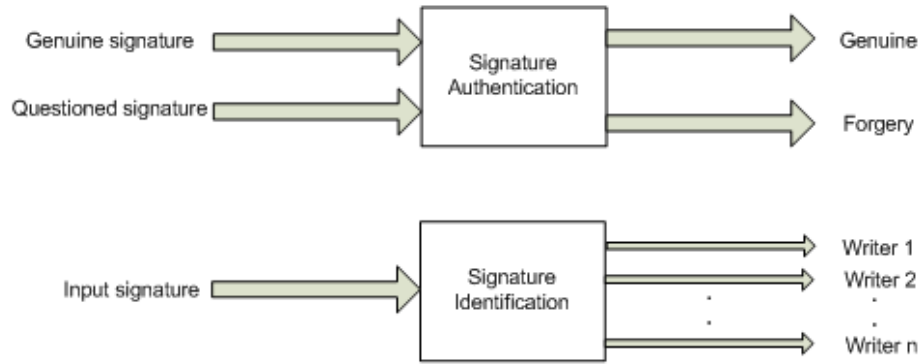 Genuine signature
Questioned signature
Signature
Authentication
Genuine
Forgery
Input signature
Signature
Identification
Writer 1
Writer 2
Writer n